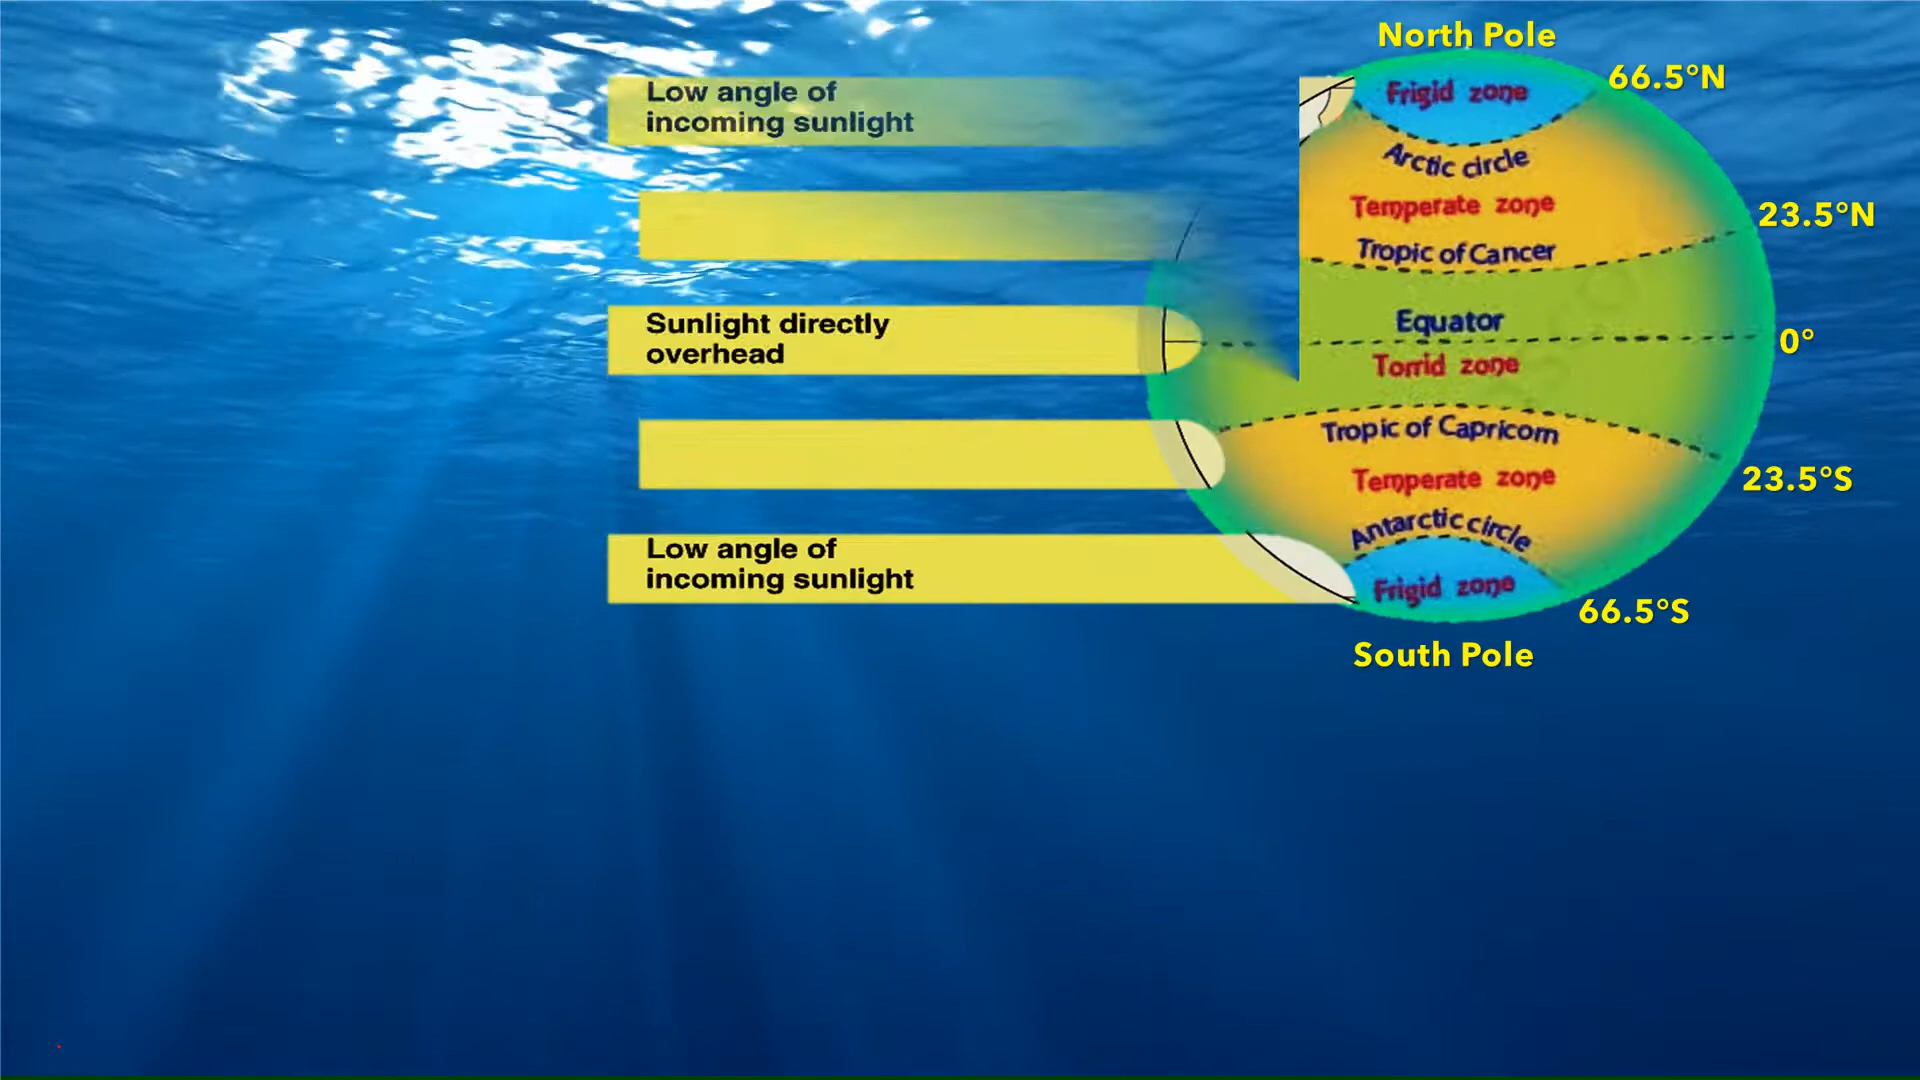 North Pole
66.5°N
Low angle of
incoming sunlight
Frigid zone
Arctic circle
Temperate zone
23.5°N
Tropic of Cancer
Sunlight directly
overhead
Equator
0°
Torrid zone
Tropic of Capricorn
Temperate zone
23.5°S
Antarctic circle
Low angle of
incoming sunlight
Frigid zone
66.5°S
South Pole